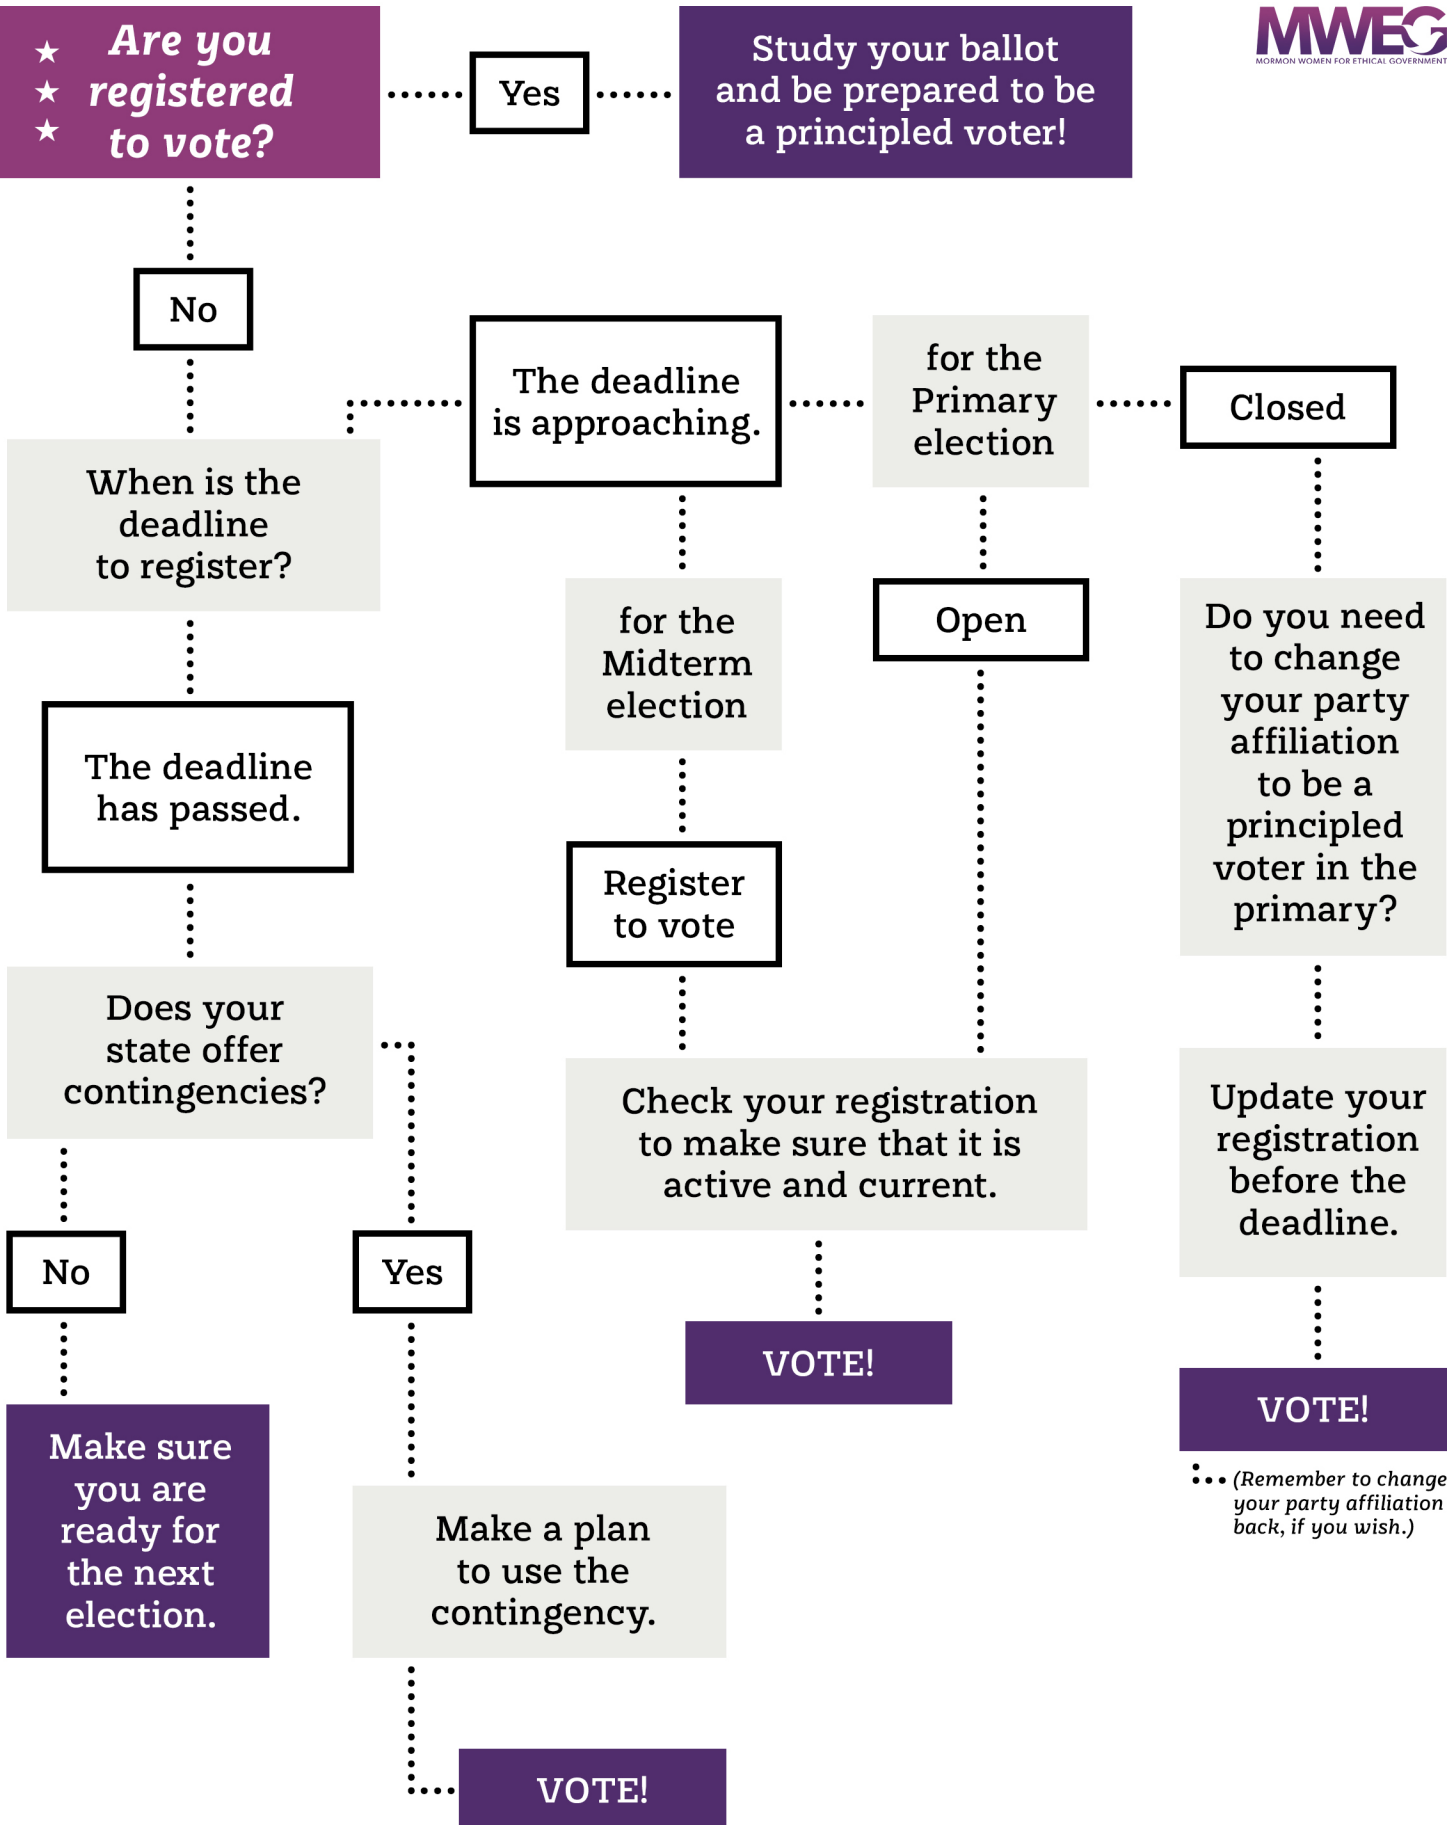 Are you
registered
to vote?
Yes
Study your ballot
and be prepared to be
a principled voter!
MWEG
MORMON WOMEN FOR ETHICAL GOVERNMENT
No
The deadline
is approaching.
for the
Primary
election
Closed
When is the
deadline
to register?
for the
Midterm
election
Open
Do you need
to change
your party
affiliation
to be a
principled
voter in the
primary?
The deadline
has passed.
Register
to vote
Does your
state offer
contingencies?
Check your registration
to make sure that it is
active and current.
Update your
registration
before the
deadline.
No
Yes
VOTE!
VOTE!
(Remember to change
your party affiliation
back, if you wish.)
Make sure
you are
ready for
the next
election.
Make a plan
to use the
contingency.
VOTE!